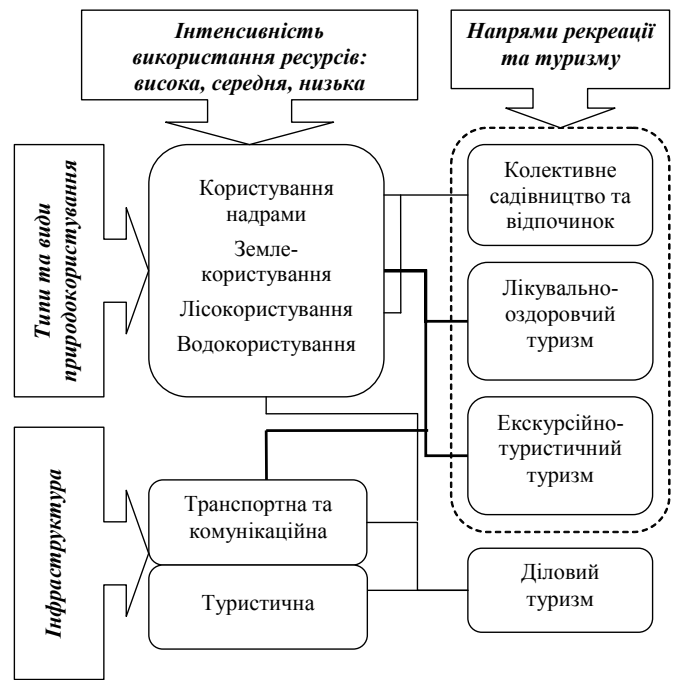 Інтенсивність
використання ресурсів:
висока, середня, низька
Напрями рекреації
та туризму
Типи та види
природокористування
Користування
надрами
Земле-
користування
Лісокористування
Водокористування
Колективне
садівництво та
відпочинок
Лікувально-
оздоровчий
туризм
Екскурсійно-
туристичний
туризм
Інфраструктура
Транспортна та
комунікаційна
Туристична
Діловий
туризм